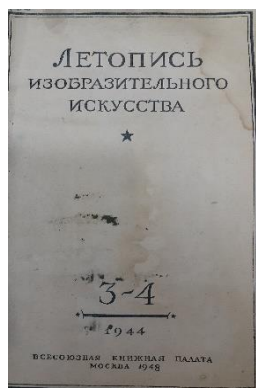 ЛЕТОПИСЬ
ИЗОБРАЗИТЕЛЬНОГО
ИСКУССТВА
3-4
1944
ВСЕСОЮЗНАЯ КНИЖНАЯ ПАЛАТА
МОСКВА 1948